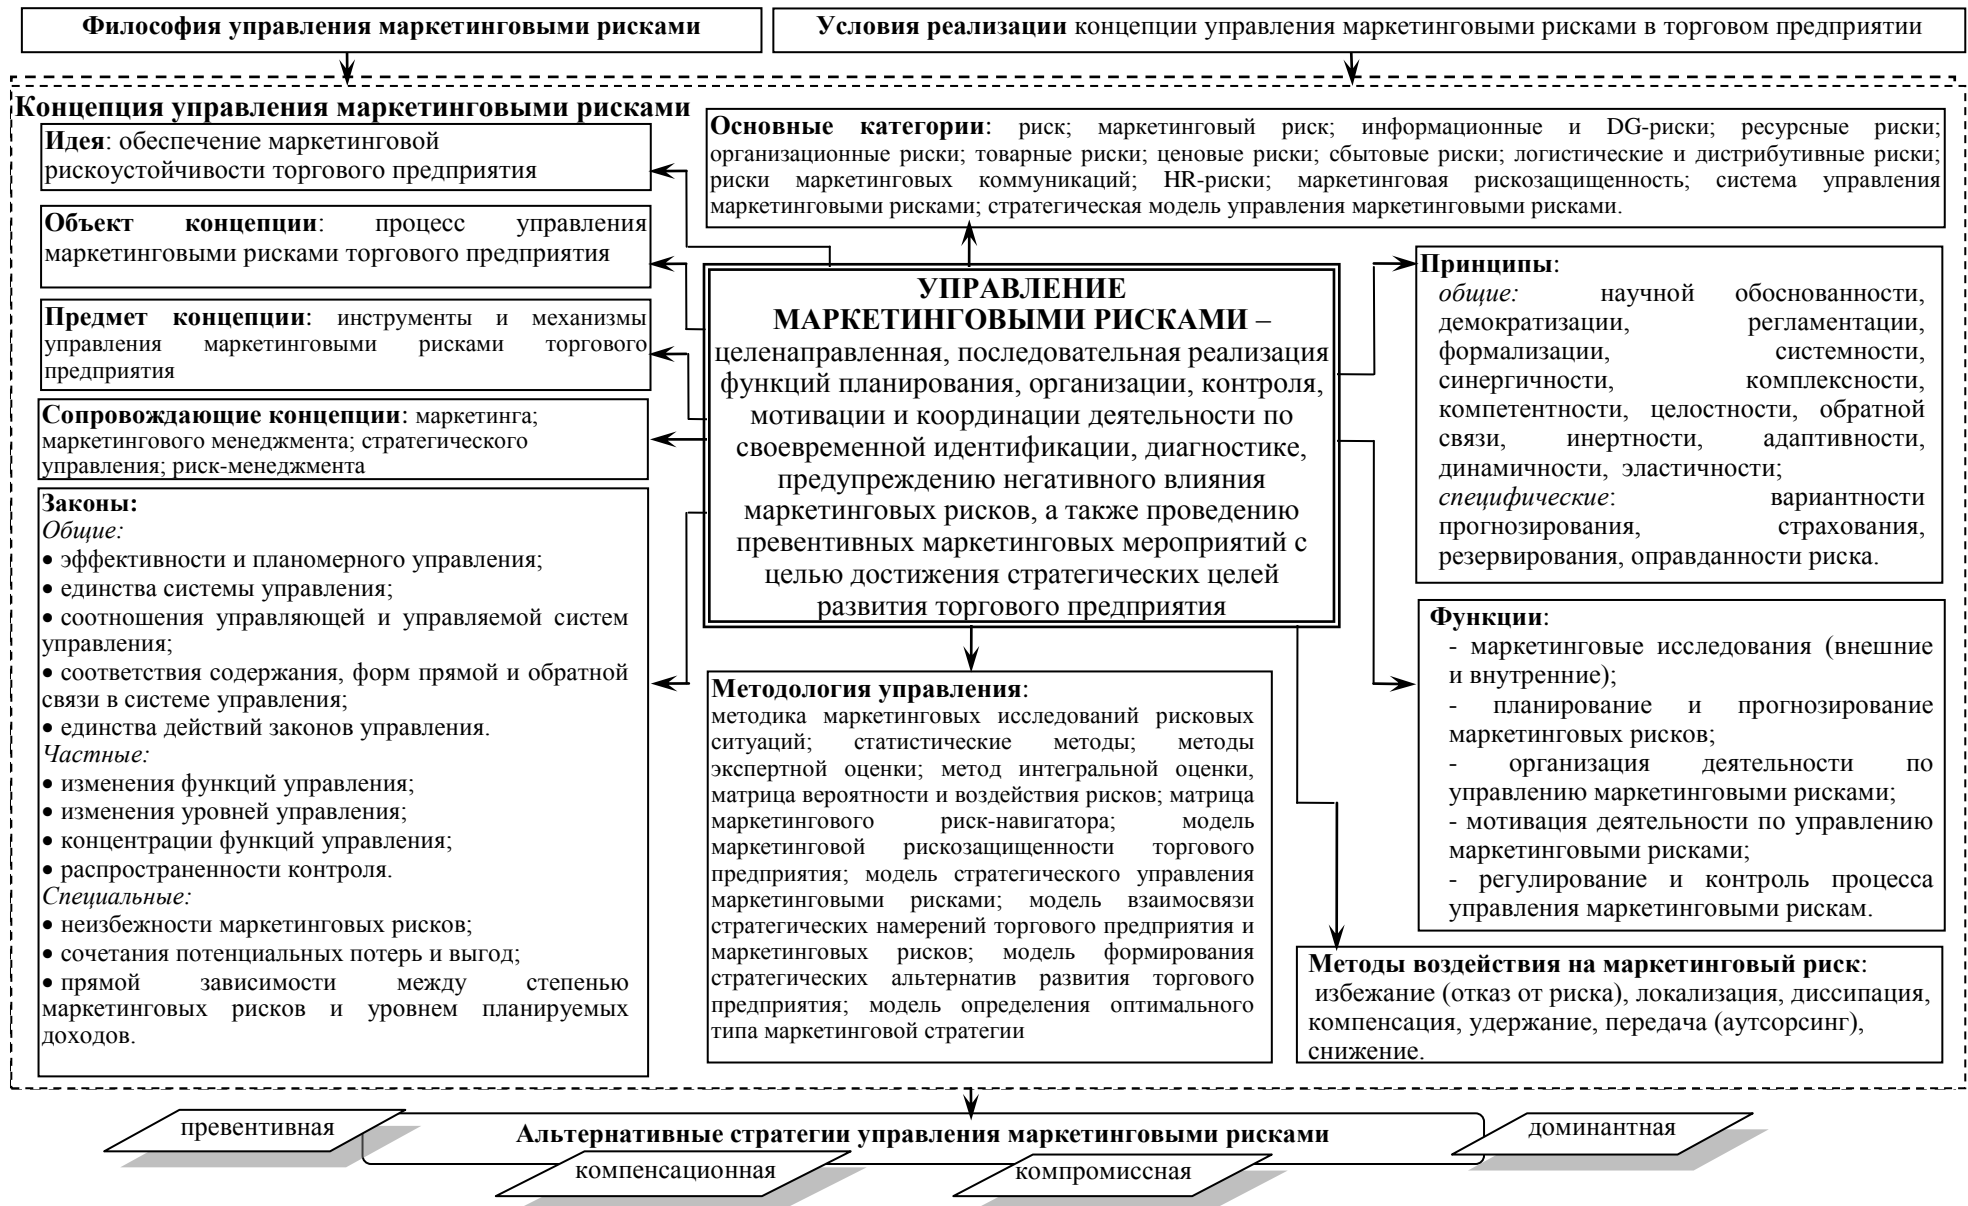 Философия управления маркетинговыми рисками
Условия реализации концепции управления маркетинговыми рисками в торговом предприятии
Концепция управления маркетинговыми рисками
Идея: обеспечение маркетинговой
рискоустойчивости торгового предприятия
Объект концепции: процесс управления
маркетинговыми рисками торгового предприятия
Предмет концепции: инструменты и механизмы
управления маркетинговыми рисками торгового
предприятия
Сопровождающие концепции: маркетинга;
маркетингового менеджмента; стратегического
управления; риск-менеджмента
Законы:
Общие:
• эффективности и планомерного управления;
• единства системы управления;
• соотношения управляющей и управляемой систем
управления;
• соответствия содержания, форм прямой и обратной
связи в системе управления;
• единства действий законов управления.
Частные:
• изменения функций управления;
• изменения уровней управления;
• концентрации функций управления;
• распространенности контроля.
Специальные:
• неизбежности маркетинговых рисков;
• сочетания потенциальных потерь и выгод;
• прямой зависимости между степенью
маркетинговых рисков и уровнем планируемых
доходов.
Основные категории: риск; маркетинговый риск; информационные и DG-риски; ресурсные риски;
организационные риски; товарные риски; ценовые риски; сбытовые риски; логистические и дистрибутивные риски;
риски маркетинговых коммуникаций; HR-риски; маркетинговая рискозащищенность; система управления
маркетинговыми рисками; стратегическая модель управления маркетинговыми рисками.
УПРАВЛЕНИЕ
МАРКЕТИНГОВЫМИ РИСКАМИ –
целенаправленная, последовательная реализация
функций планирования, организации, контроля,
мотивации и координации деятельности по
своевременной идентификации, диагностике,
предупреждению негативного влияния
маркетинговых рисков, а также проведению
превентивных маркетинговых мероприятий с
целью достижения стратегических целей
развития торгового предприятия
Методология управления:
методика маркетинговых исследований рисковых
ситуаций; статистические методы; методы
экспертной оценки; метод интегральной оценки,
матрица вероятности и воздействия рисков; матрица
маркетингового риск-навигатора; модель
маркетинговой рискозащищенности торгового
предприятия; модель стратегического управления
маркетинговыми рисками; модель взаимосвязи
стратегических намерений торгового предприятия и
маркетинговых рисков; модель формирования
стратегических альтернатив развития торгового
предприятия; модель определения оптимального
типа маркетинговой стратегии
Принципы:
общие: научной обоснованности,
демократизации, регламентации,
формализации, системности,
синергичности, комплексности,
компетентности, целостности, обратной
связи, инертности, адаптивности,
динамичности, эластичности;
специфические: вариантности
прогнозирования, страхования,
резервирования, оправданности риска.
Функции:
- маркетинговые исследования (внешние
и внутренние);
- планирование и прогнозирование
маркетинговых рисков;
- организация деятельности по
управлению маркетинговыми рисками;
- мотивация деятельности по управлению
маркетинговыми рисками;
- регулирование и контроль процесса
управления маркетинговыми рискам.
Методы воздействия на маркетинговый риск:
избежание (отказ от риска), локализация, диссипация,
компенсация, удержание, передача (аутсорсинг),
снижение.
превентивная
Альтернативные стратегии управления маркетинговыми рисками
доминантная
компенсационная
компромиссная